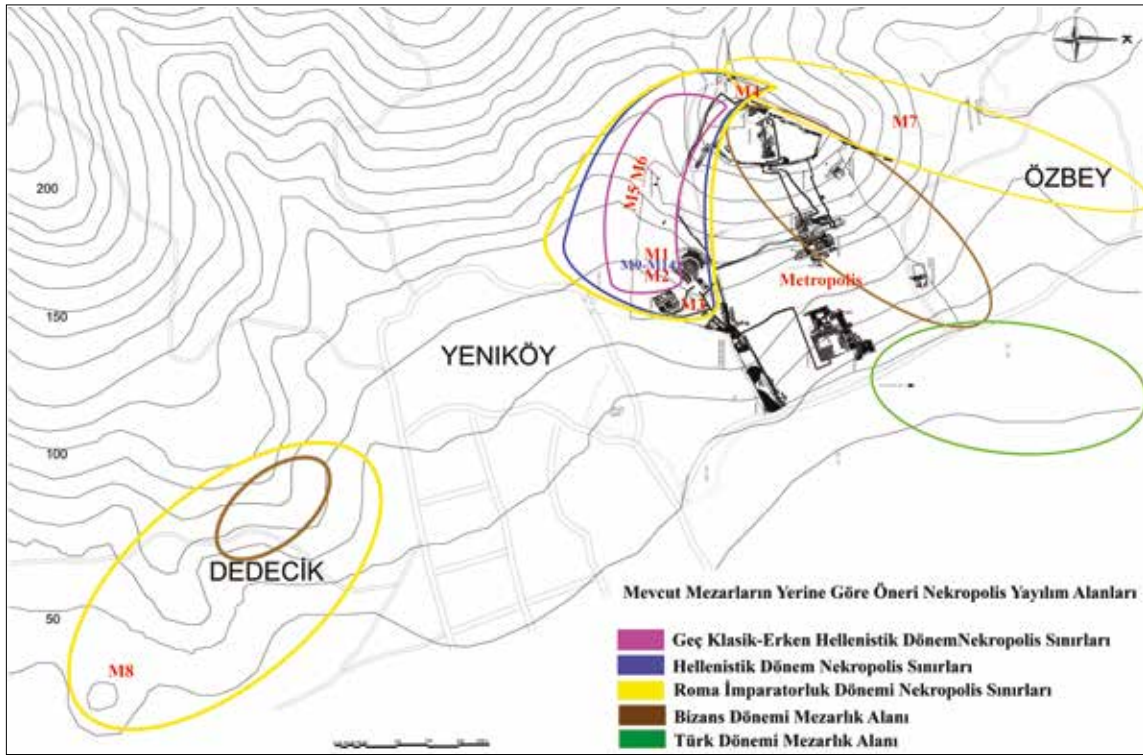 K
M4
M7
ÖZBEY
200
M5 M6
M1
M2
M3
Metropolis
150
YENIKÖY
100
DEDECİK
50
M8
Mevcut Mezarların Yerine Göre Öneri Nekropolis Yayılım Alanları
Geç Klasik-Erken Hellenistik DönemNekropolis Sınırları
Hellenistik Dönem Nekropolis Sınırları
Roma İmparatorluk Dönemi Nekropolis Sınırları
Bizans Dönemi Mezarlık Alanı
Türk Dönemi Mezarlık Alanı